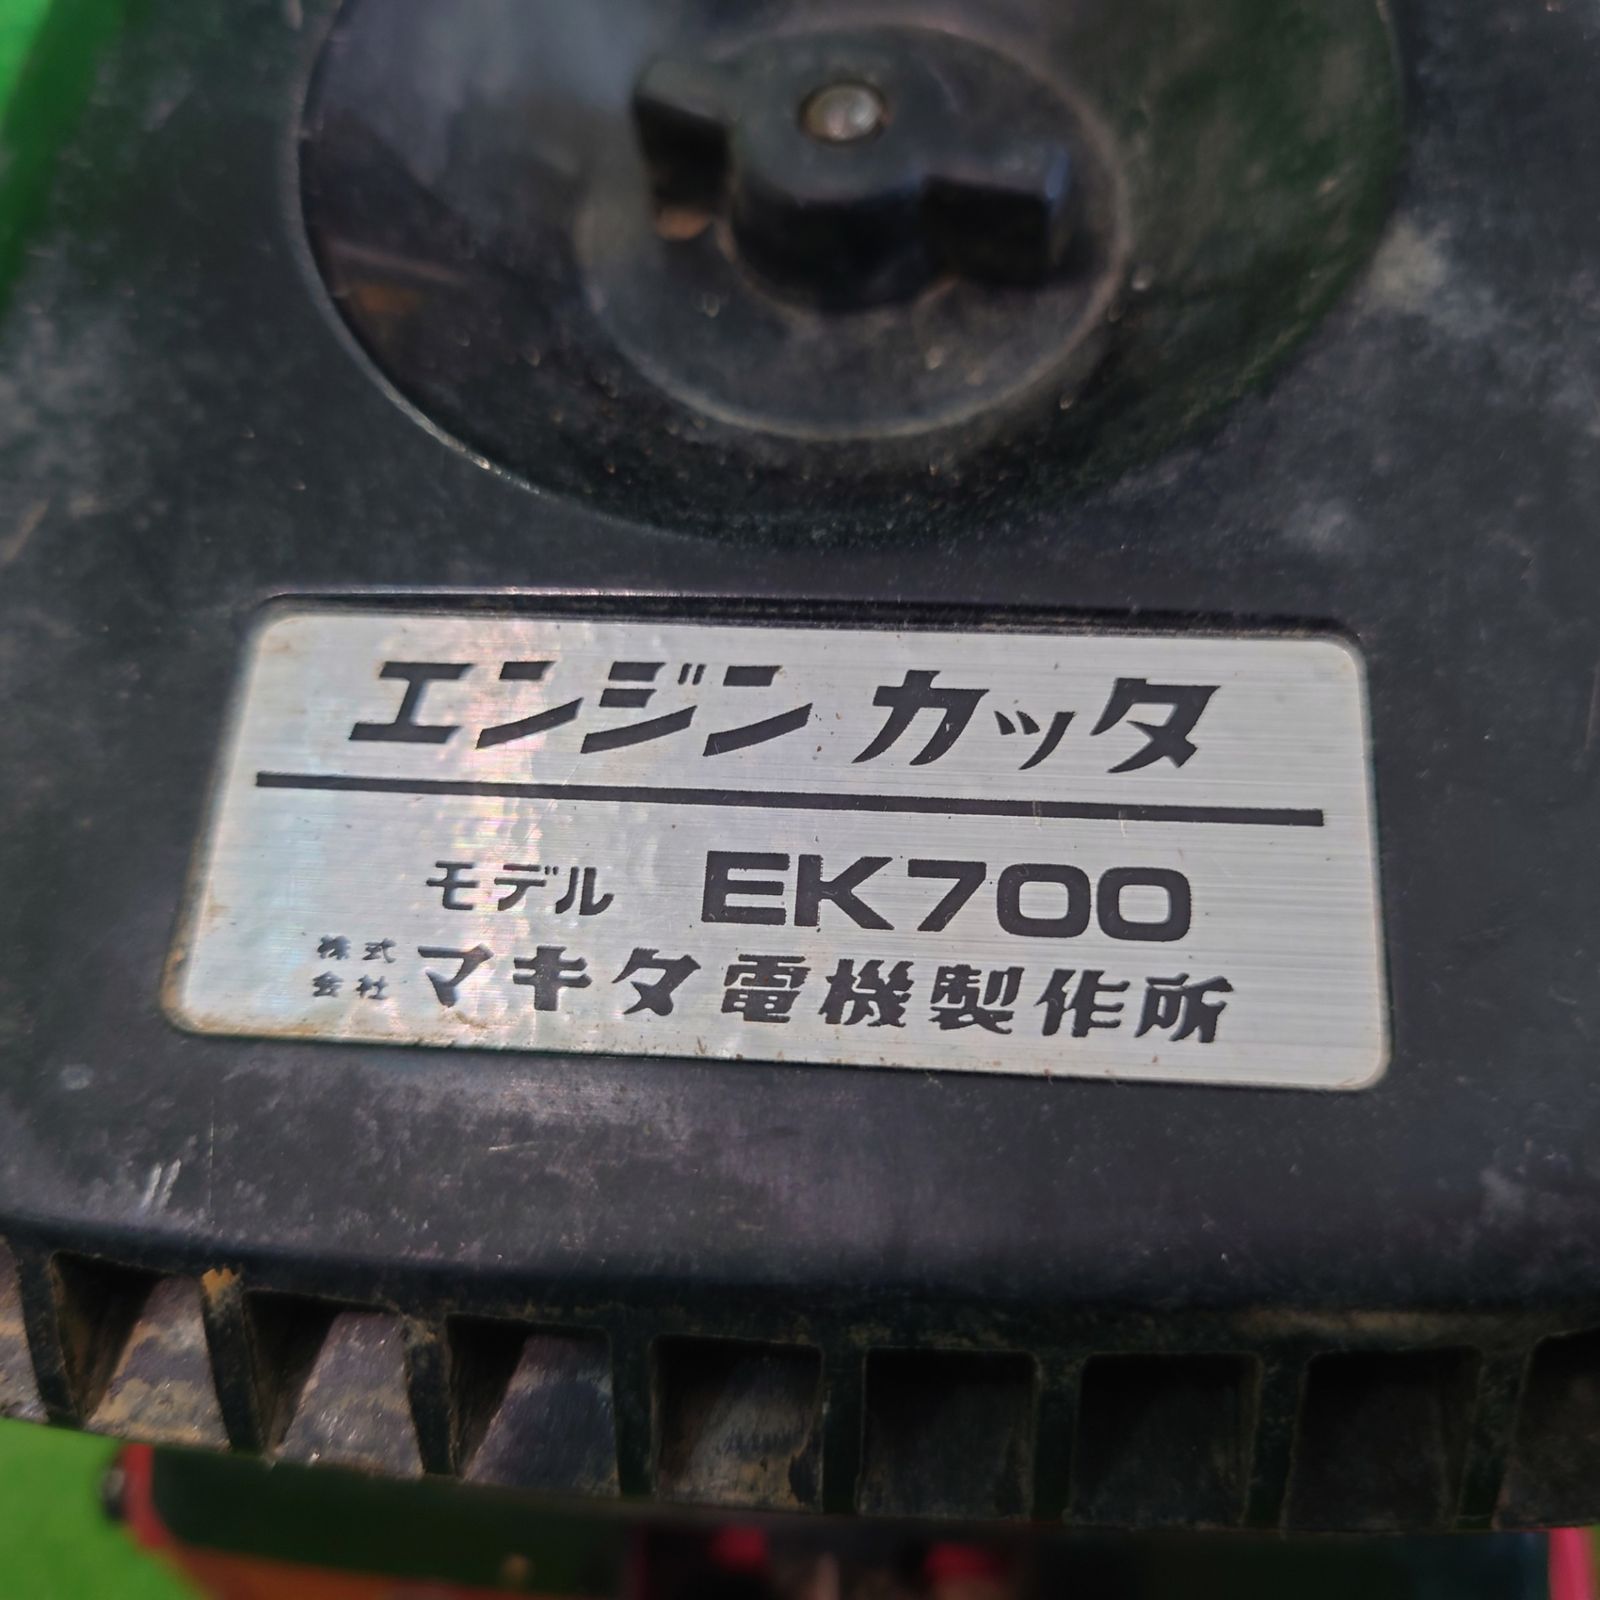 エンジン カッタ
モデル EK700
株式会社 マキタ電機製作所